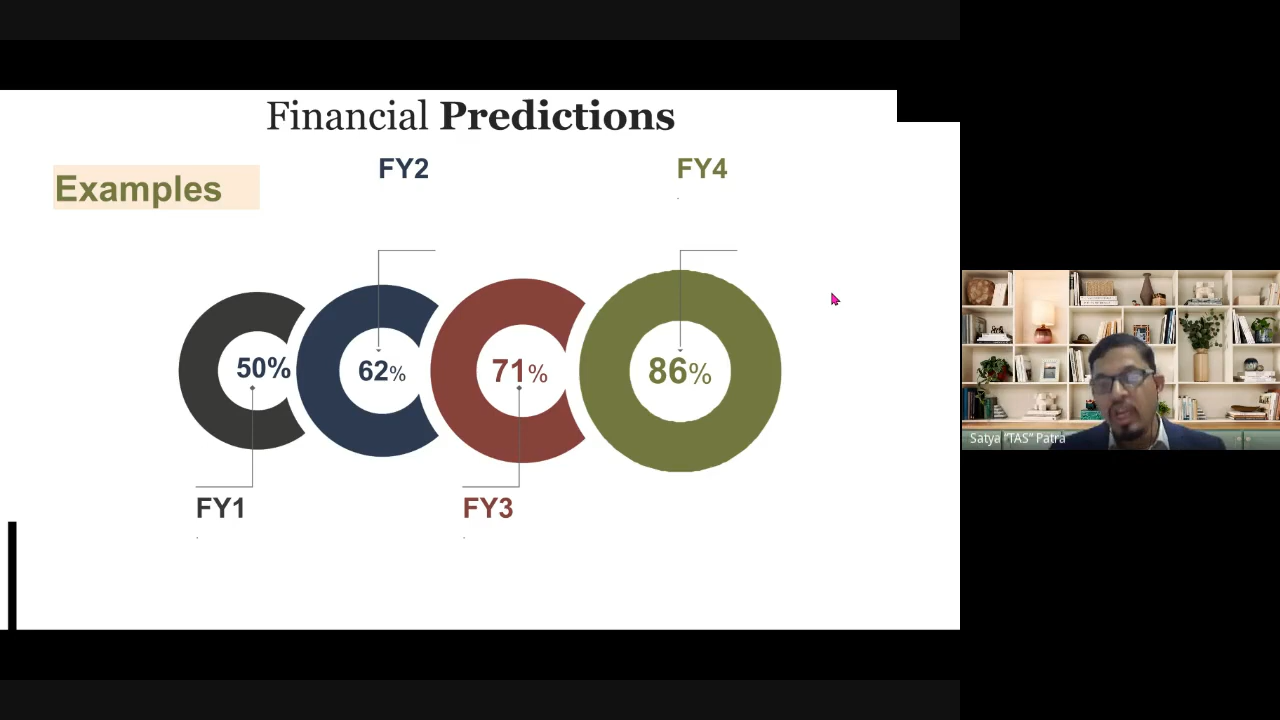 Financial Predictions
Examples
FY2
FY4
50%
62%
71%
86%
FY1
FY3
Satya "TAS" Patra